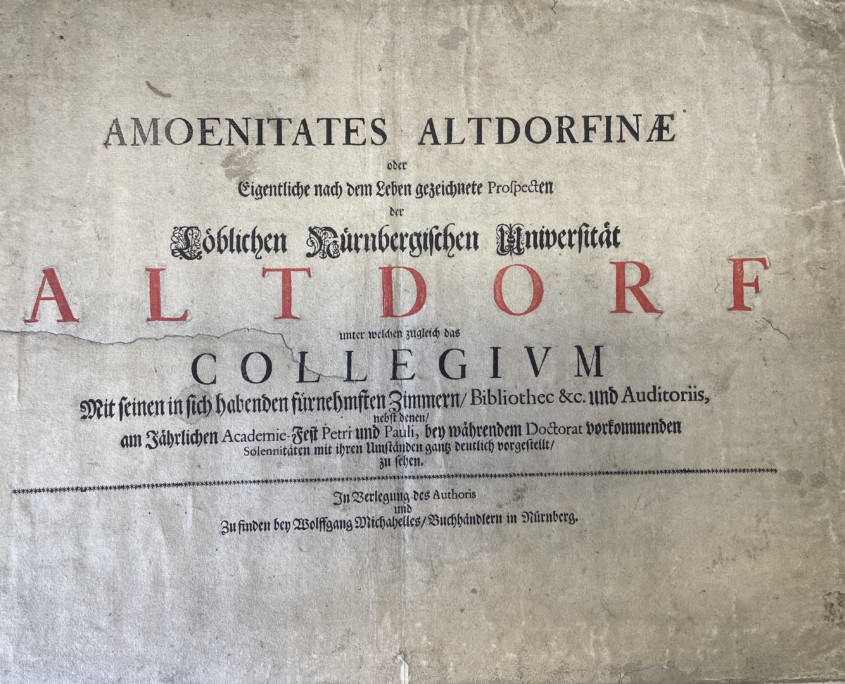 AMOENITATES ALTDORFINÆ
oder
Eigentliche nach dem Leben gezeichnete Prospecten
der
Löblichen Nürnbergischen Universität
ALTDORF
unter welchen zugleich das
COLLEGIVM
Mit seinen in sich habenden fürnehmsten Zimmern/ Bibliothec &c. und Auditoriis,
nebst denen/
am Jährlichen Academie-Fest Petri und Pauli, bey währendem Doctorat vorkommenden
Solennitäten mit ihren Umständen gantz deutlich vorgestellt/
zu sehen.
In Verlegung des Authoris
und
Zu finden bey Wolffgang Michahelles/ Buchhändlern in Nürnberg.